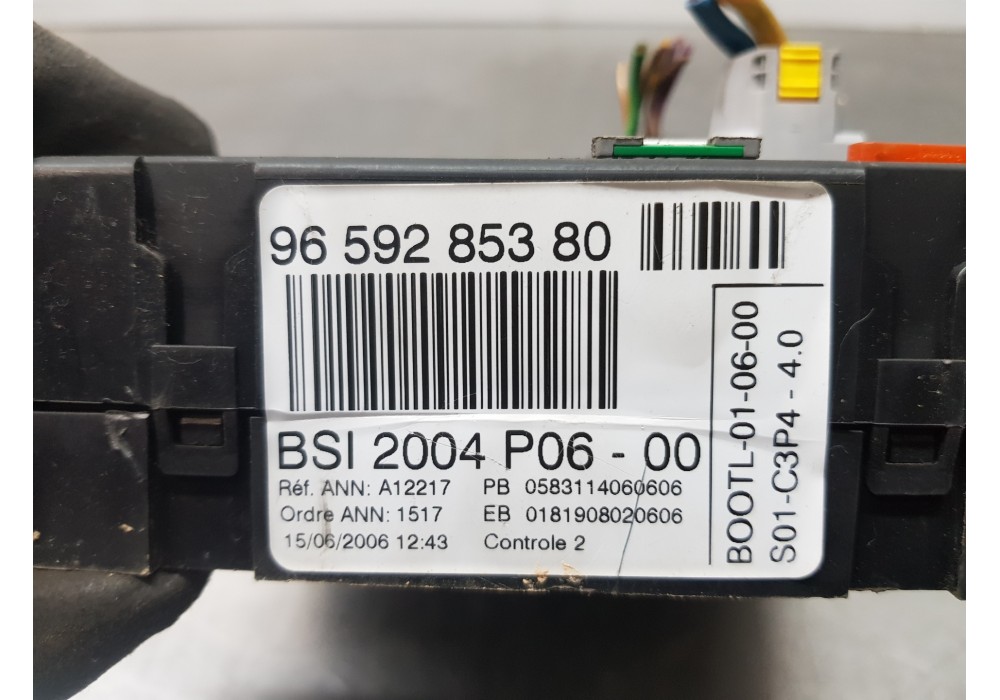 96 592 853 80
BSI 2004 P06 - 00
Réf. ANN: A12217 PB 0583114060606
Ordre ANN: 1517 EB 0181908020606
15/06/2006 12:43 Controle 2
BOOTL-01-06-00
S01-C3P4 - 4.0